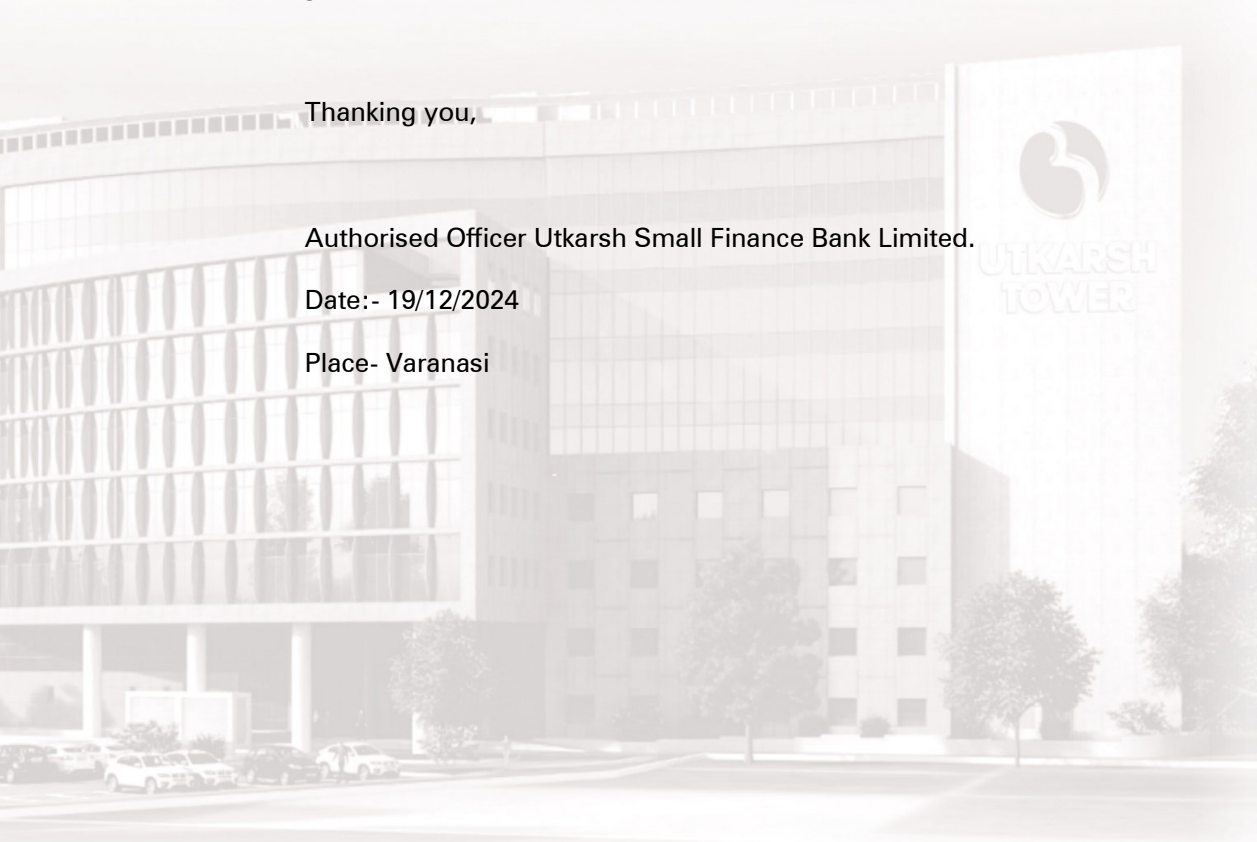 Thanking you,
Authorised Officer Utkarsh Small Finance Bank Limited.
UTKARSH
TOWER
Date:- 19/12/2024
Place- Varanasi